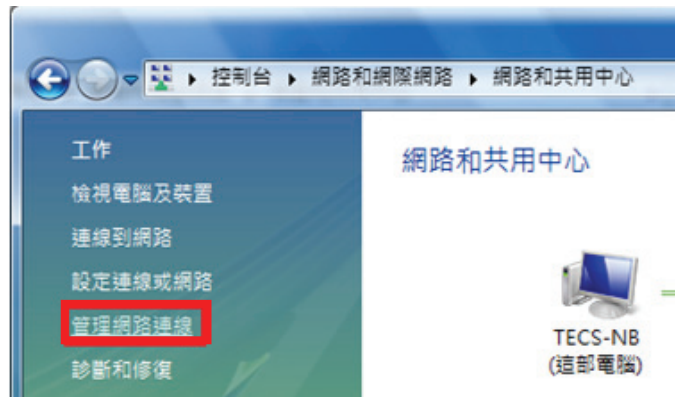 控制台 ▸ 網路和網際網路 ▸ 網路和共用中心
工作
檢視電腦及裝置
連線到網路
設定連線或網路
管理網路連線
診斷和修復
網路和共用中心
TECS-NB
(這部電腦)